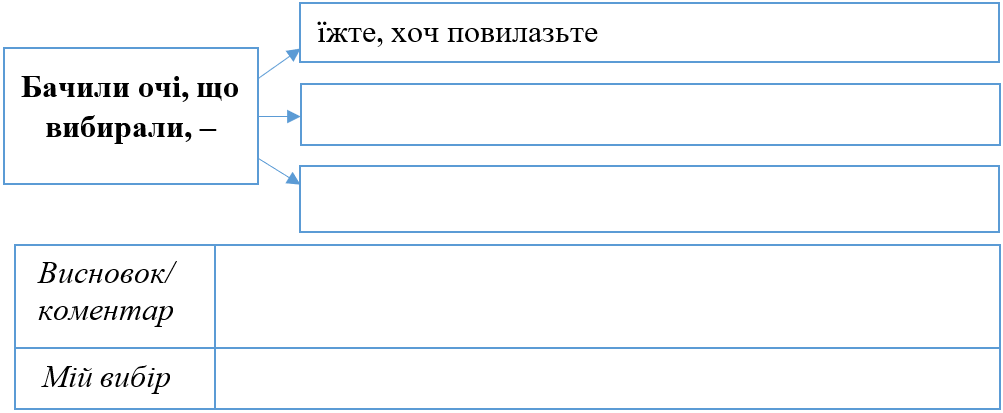 їжте, хоч повилазьте
Бачили очі, що
вибирали, –
Висновок/
коментар
Мій вибір